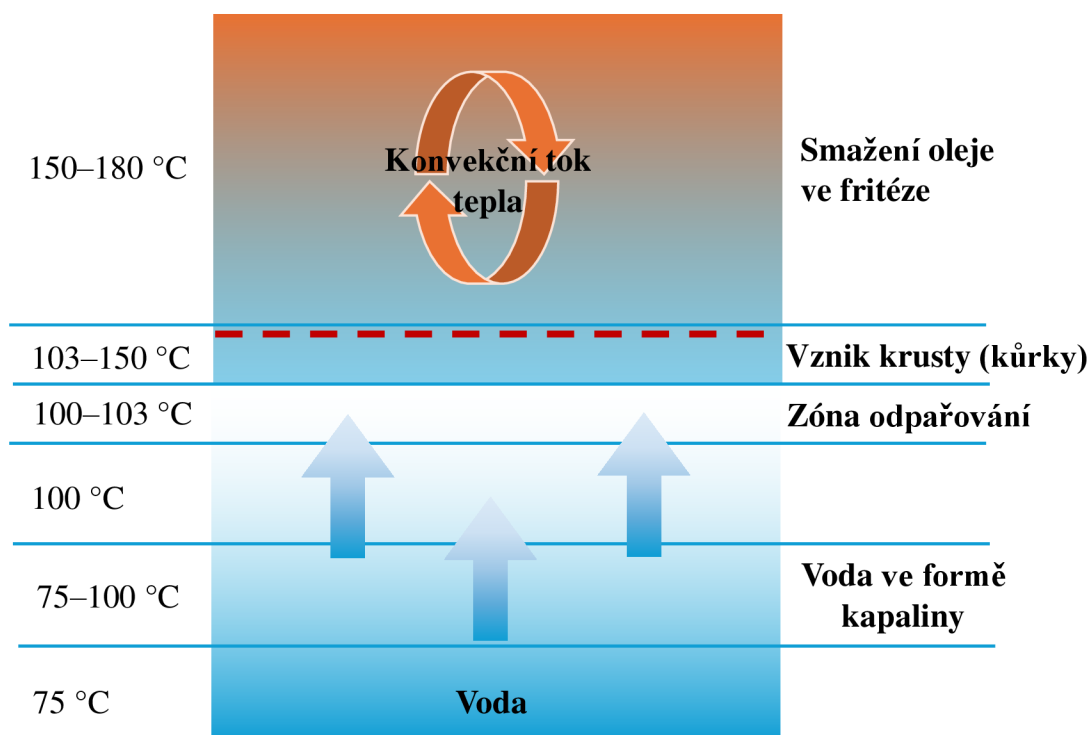 150–180 °C
Konvekční tok
tepla
Smažení oleje
ve fritéze
103–150 °C
Vznik krusty (kůrky)
100–103 °C
Zóna odpařování
100 °C
75–100 °C
Voda ve formě
kapaliny
75 °C
Voda